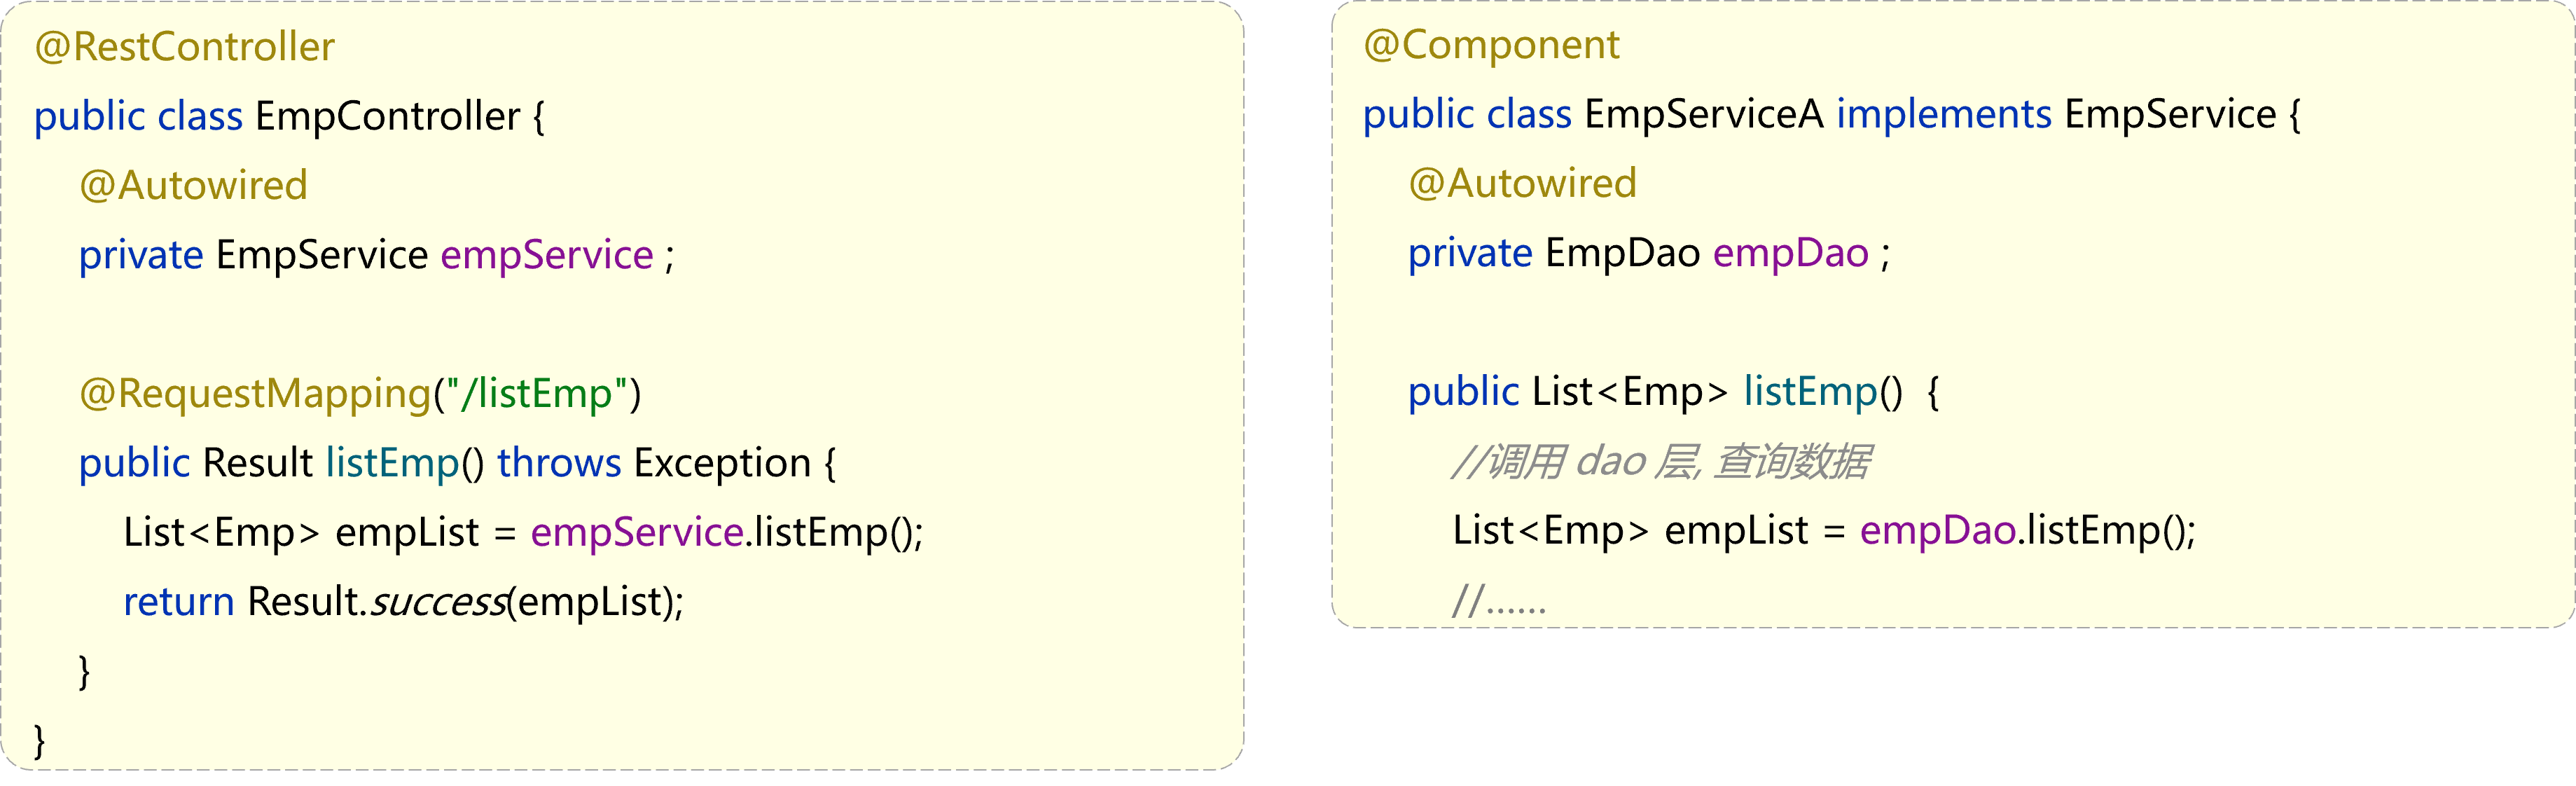 @RestController
public class EmpController {
@Autowired
private EmpService empService ;
@RequestMapping("/listEmp")
public Result listEmp() throws Exception {
List<Emp> empList = empService.listEmp();
return Result.success(empList);
}
}
@Component
public class EmpServiceA implements EmpService {
@Autowired
private EmpDao empDao ;
public List<Emp> listEmp() {
//调用 dao 层, 查询数据
List<Emp> empList = empDao.listEmp();
//......